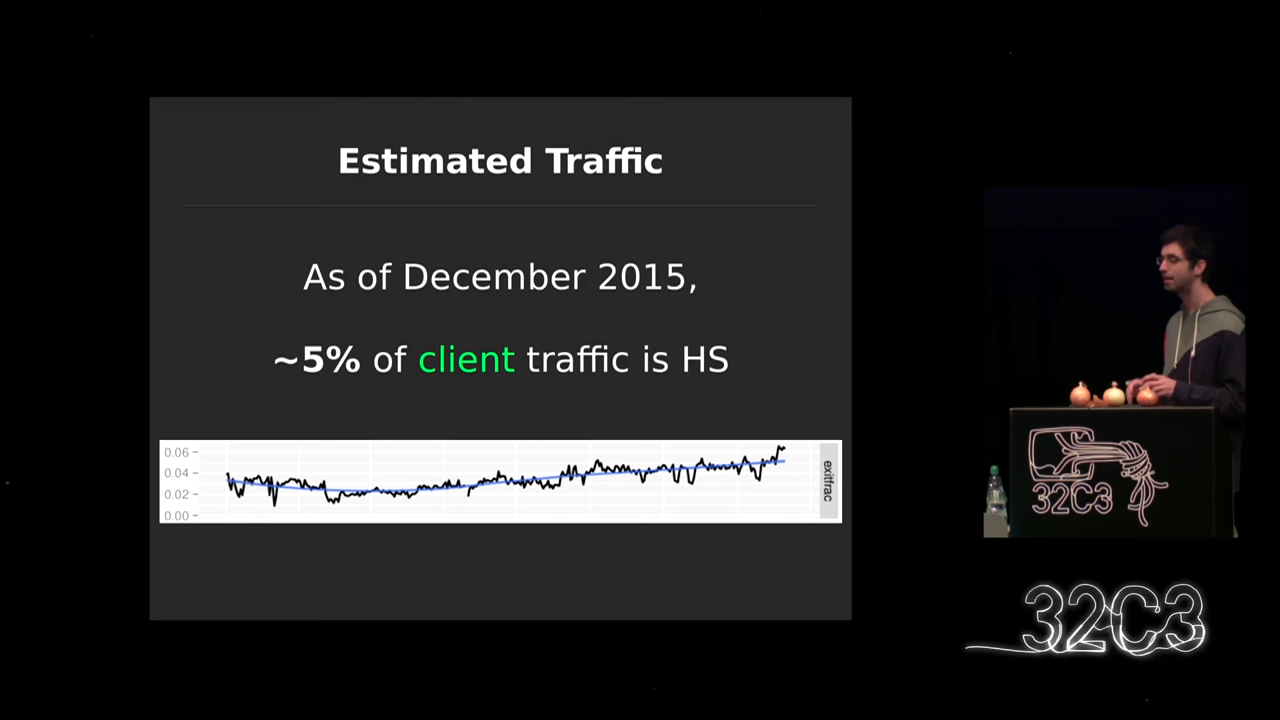 Estimated Traffic
As of December 2015,
~5% of client traffic is HS
0.06
0.04
0.02
0.00
exitfrac
32C3
32C3